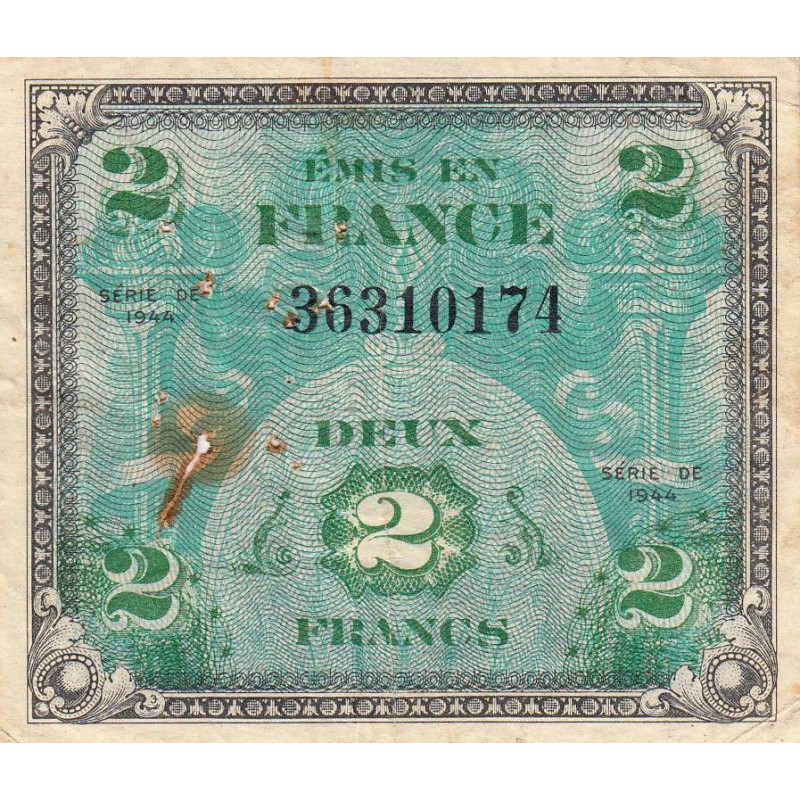 2 2
ÉMIS EN
FRANCE
SÉRIE DE
1944
36310174
DEUX
SÉRIE DE
1944
2
2 2
FRANCS